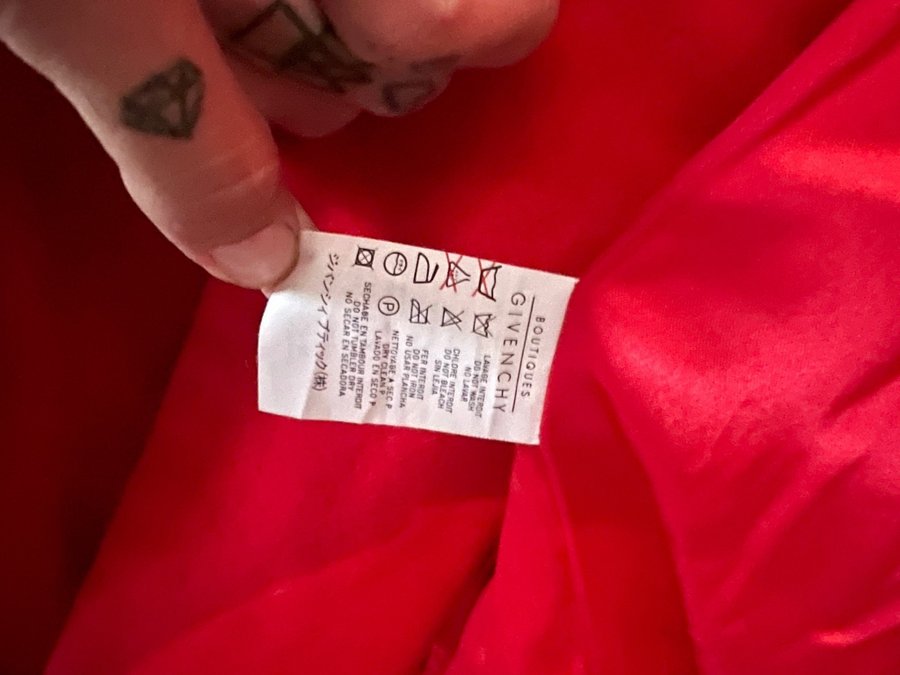 BOUTIQUES
GIVENCHY
LAVAGE INTERDIT
DO NOT WASH
NO LAVAR
CHLORE INTERDIT
DO NOT BLEACH
SIN LEJIA
FER INTERDIT
DO NOT IRON
NO USAR PLANCHA
P
NETTOYAGE A SEC P
DRY CLEAN P
LAVADO EN SECO P
SECHAGE EN TAMBOUR INTERDIT
DO NOT TUMBLER DRY
NO SECAR EN SECADORA
ジバンシィブティック(株)